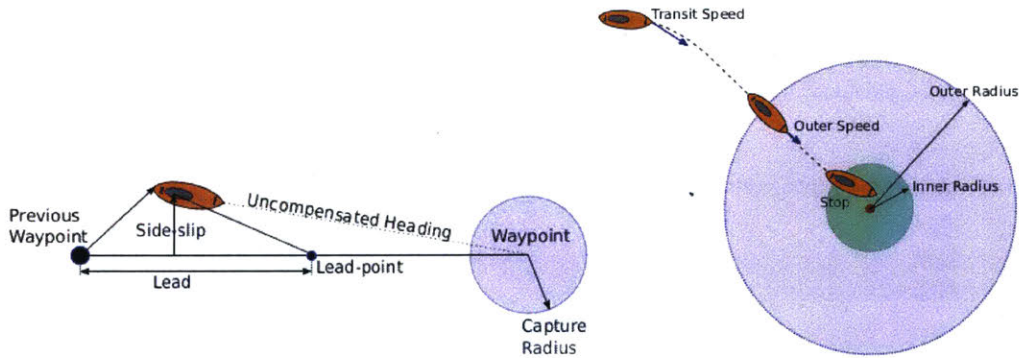 Previous
Waypoint
Side-slip
Uncompensated Heading
Lead
Lead-point
Waypoint
Capture
Radius
Transit Speed
Outer Radius
Outer Speed
Inner Radius
Stop